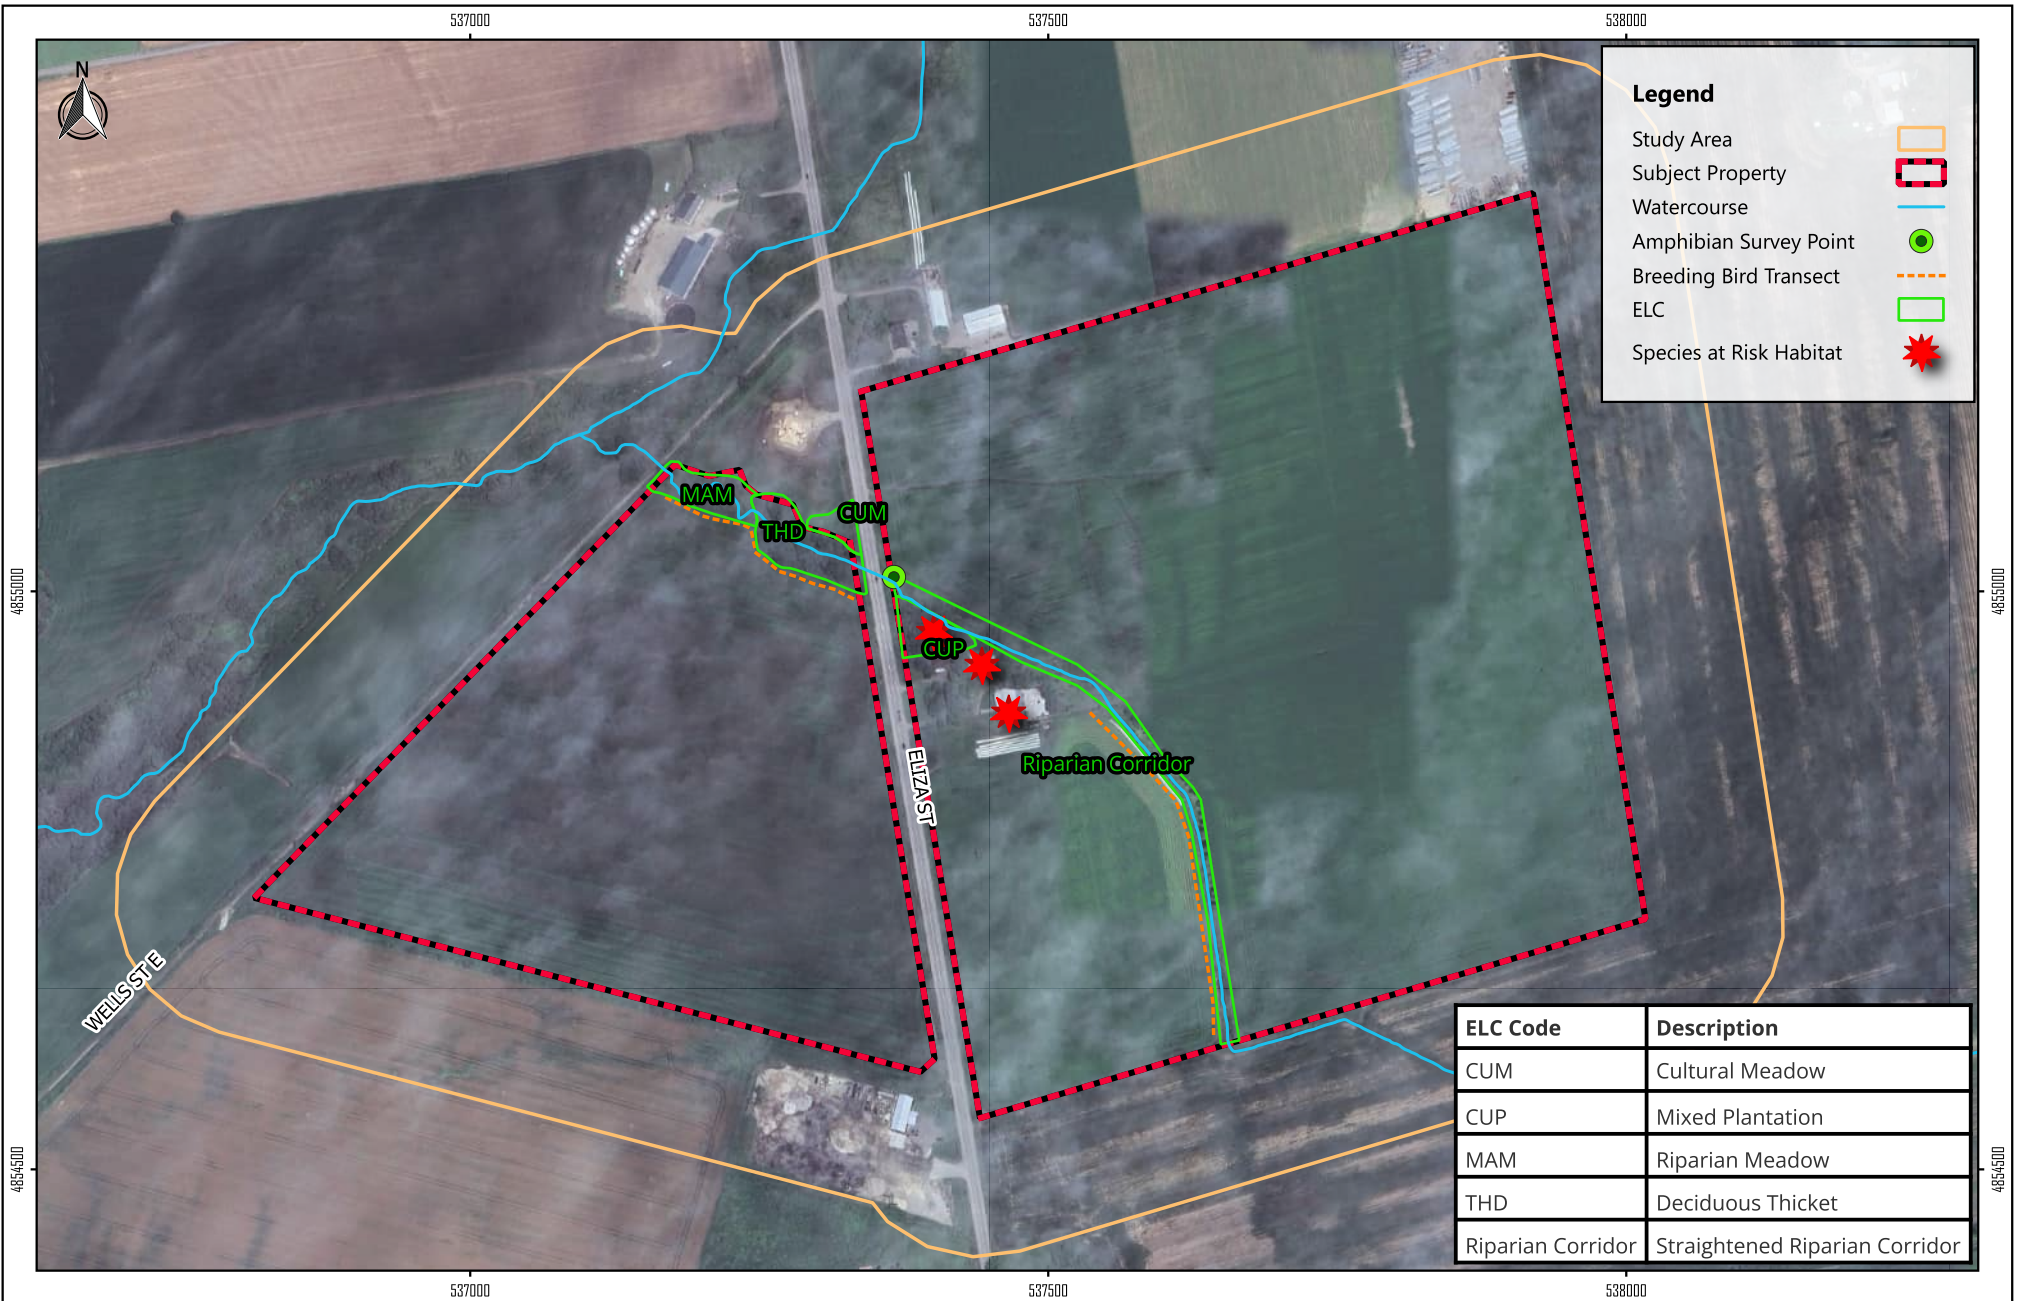 537000 537500 538000
N
Legend
Study Area
Subject Property
Watercourse
Amphibian Survey Point
Breeding Bird Transect
ELC
Species at Risk Habitat
MAM
CUM
THD
4855000 4855000
CUP
ELIZA ST
Riparian Corridor
WELLS ST E
ELC Code Description
CUM Cultural Meadow
CUP Mixed Plantation
MAM Riparian Meadow
THD Deciduous Thicket
Riparian Corridor Straightened Riparian Corridor
4854500 4854500
537000 537500 538000